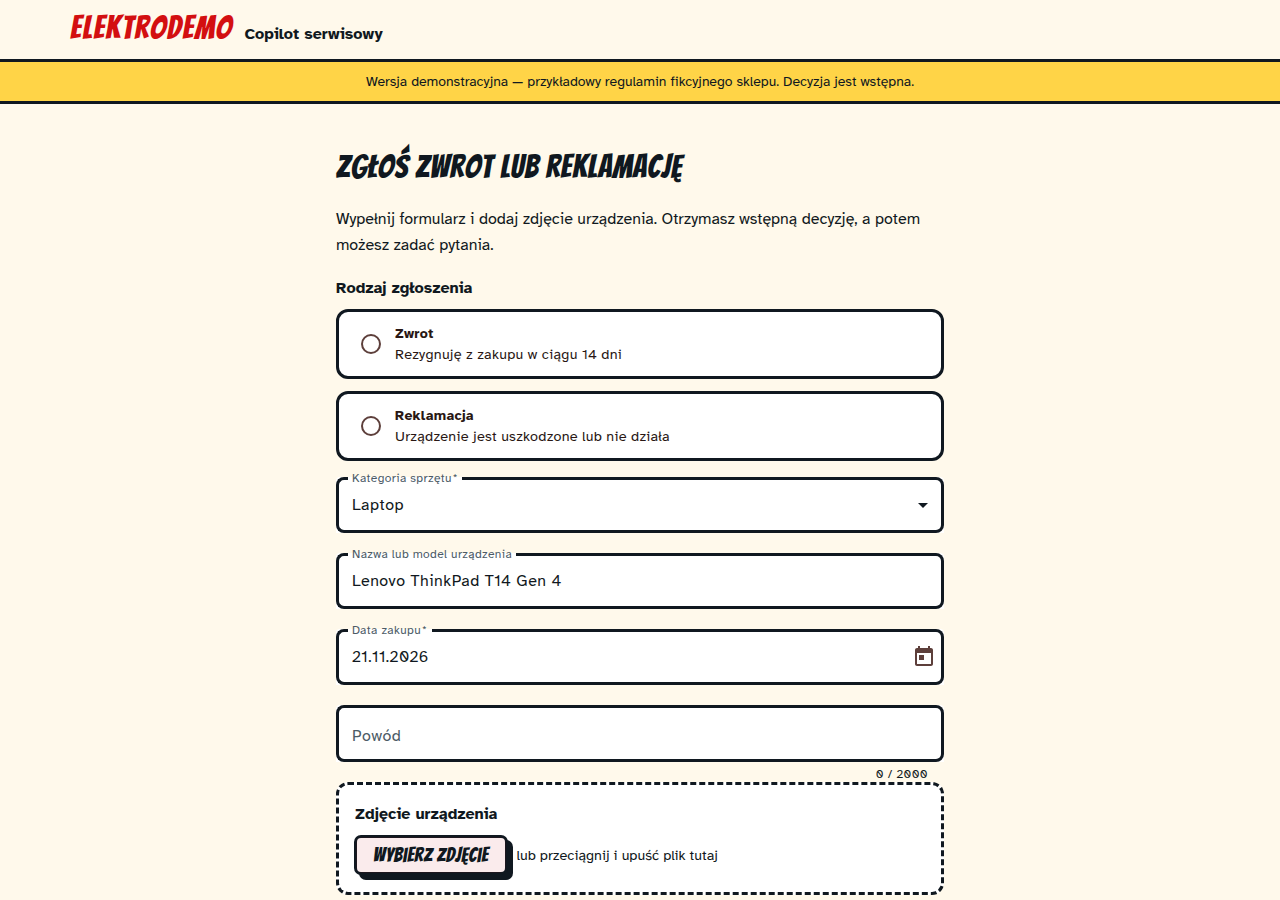 ELEKTRODEMO Copilot serwisowy
Wersja demonstracyjna — przykładowy regulamin fikcyjnego sklepu. Decyzja jest wstępna.
ZGŁOŚ ZWROT LUB REKLAMACJĘ
Wypełnij formularz i dodaj zdjęcie urządzenia. Otrzymasz wstępną decyzję, a potem
możesz zadać pytania.
Rodzaj zgłoszenia
Zwrot
Rezygnuję z zakupu w ciągu 14 dni
Reklamacja
Urządzenie jest uszkodzone lub nie działa
Kategoria sprzętu*
Laptop
Nazwa lub model urządzenia
Lenovo ThinkPad T14 Gen 4
Data zakupu*
21.11.2026
Powód
0 / 2000
Zdjęcie urządzenia
WYBIERZ ZDJĘCIE lub przeciągnij i upuść plik tutaj